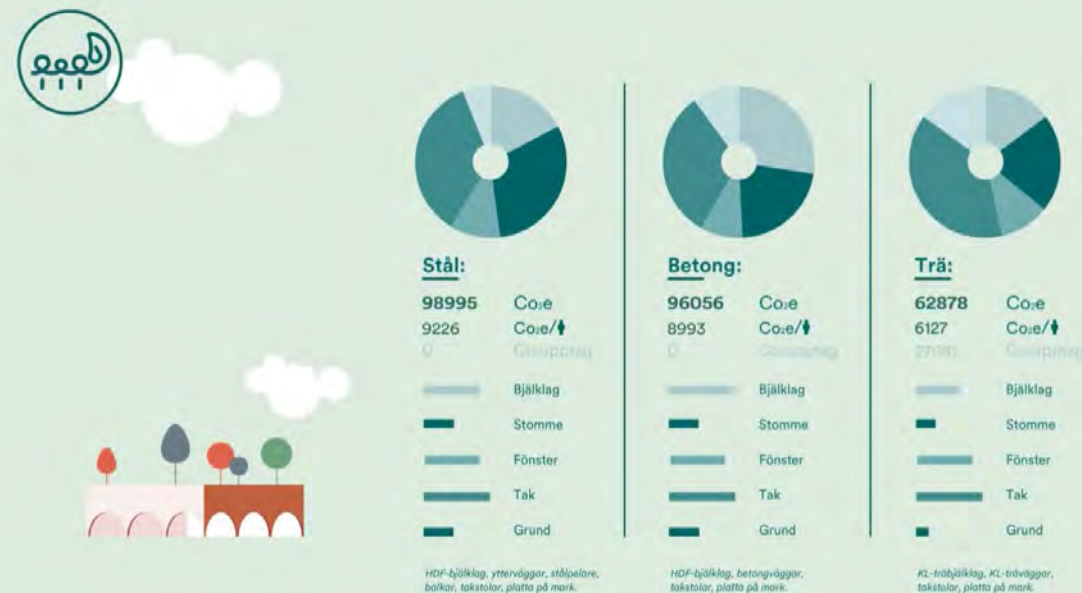 Stål:
98995 Co₂e
9226 Co₂e/
0
Bjälklag
Stomme
Fönster
Tak
Grund
HDF-bjälklag, ytterväggar, stålpelare,
balkar, takstolar, platta på mark.
Betong:
96056 Co₂e
8993 Co₂e/
0
Bjälklag
Stomme
Fönster
Tak
Grund
HDF-bjälklag, betongväggar,
takstolar, platta på mark.
Trä:
62878 Co₂e
6127 Co₂e/
Bjälklag
Stomme
Fönster
Tak
Grund
KL-träbjälklag, KL-träväggar,
takstolar, platta på mark.